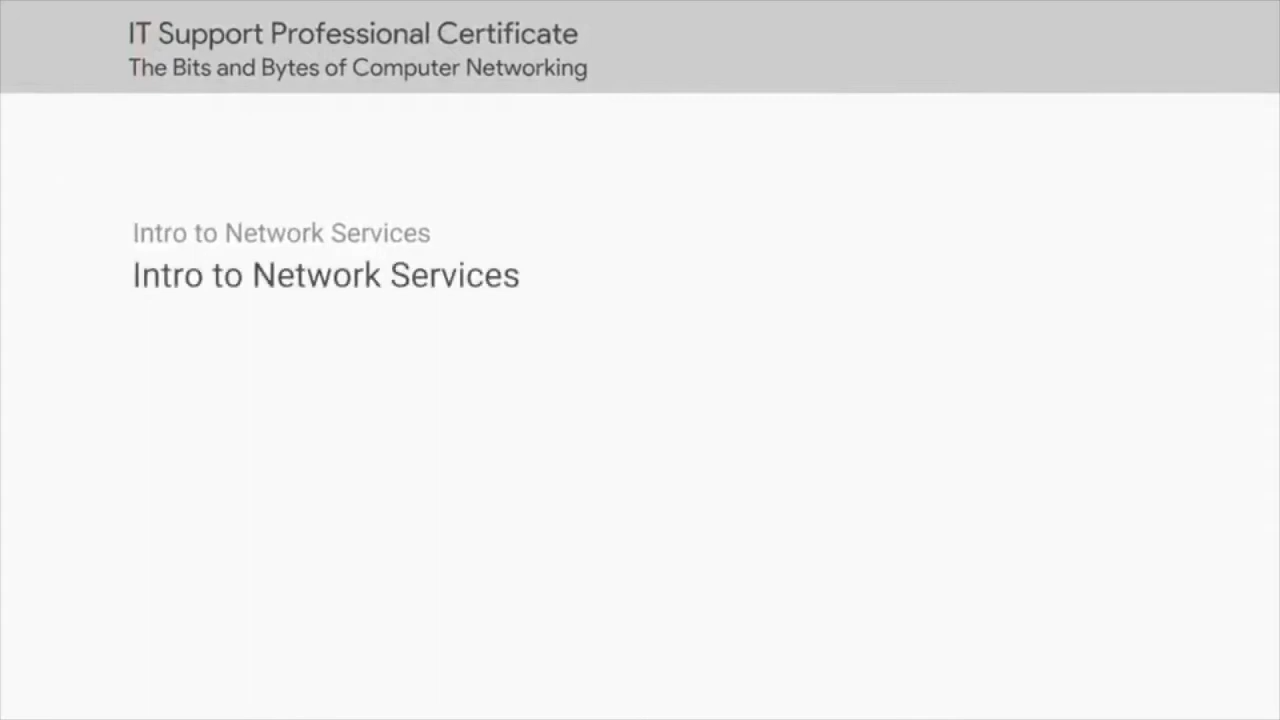 IT Support Professional Certificate
The Bits and Bytes of Computer Networking
Intro to Network Services
Intro to Network Services